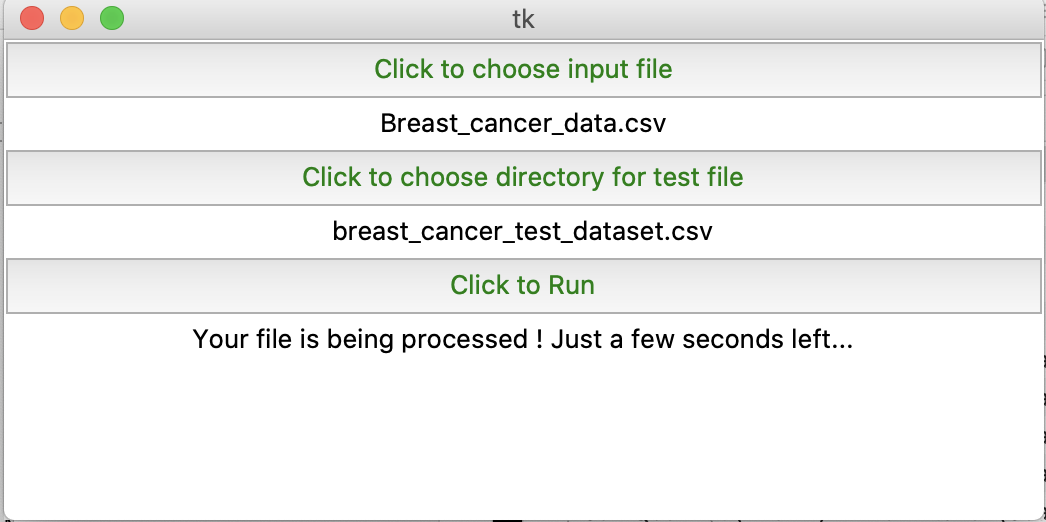 tk
Click to choose input file
Breast_cancer_data.csv
Click to choose directory for test file
breast_cancer_test_dataset.csv
Click to Run
Your file is being processed ! Just a few seconds left...